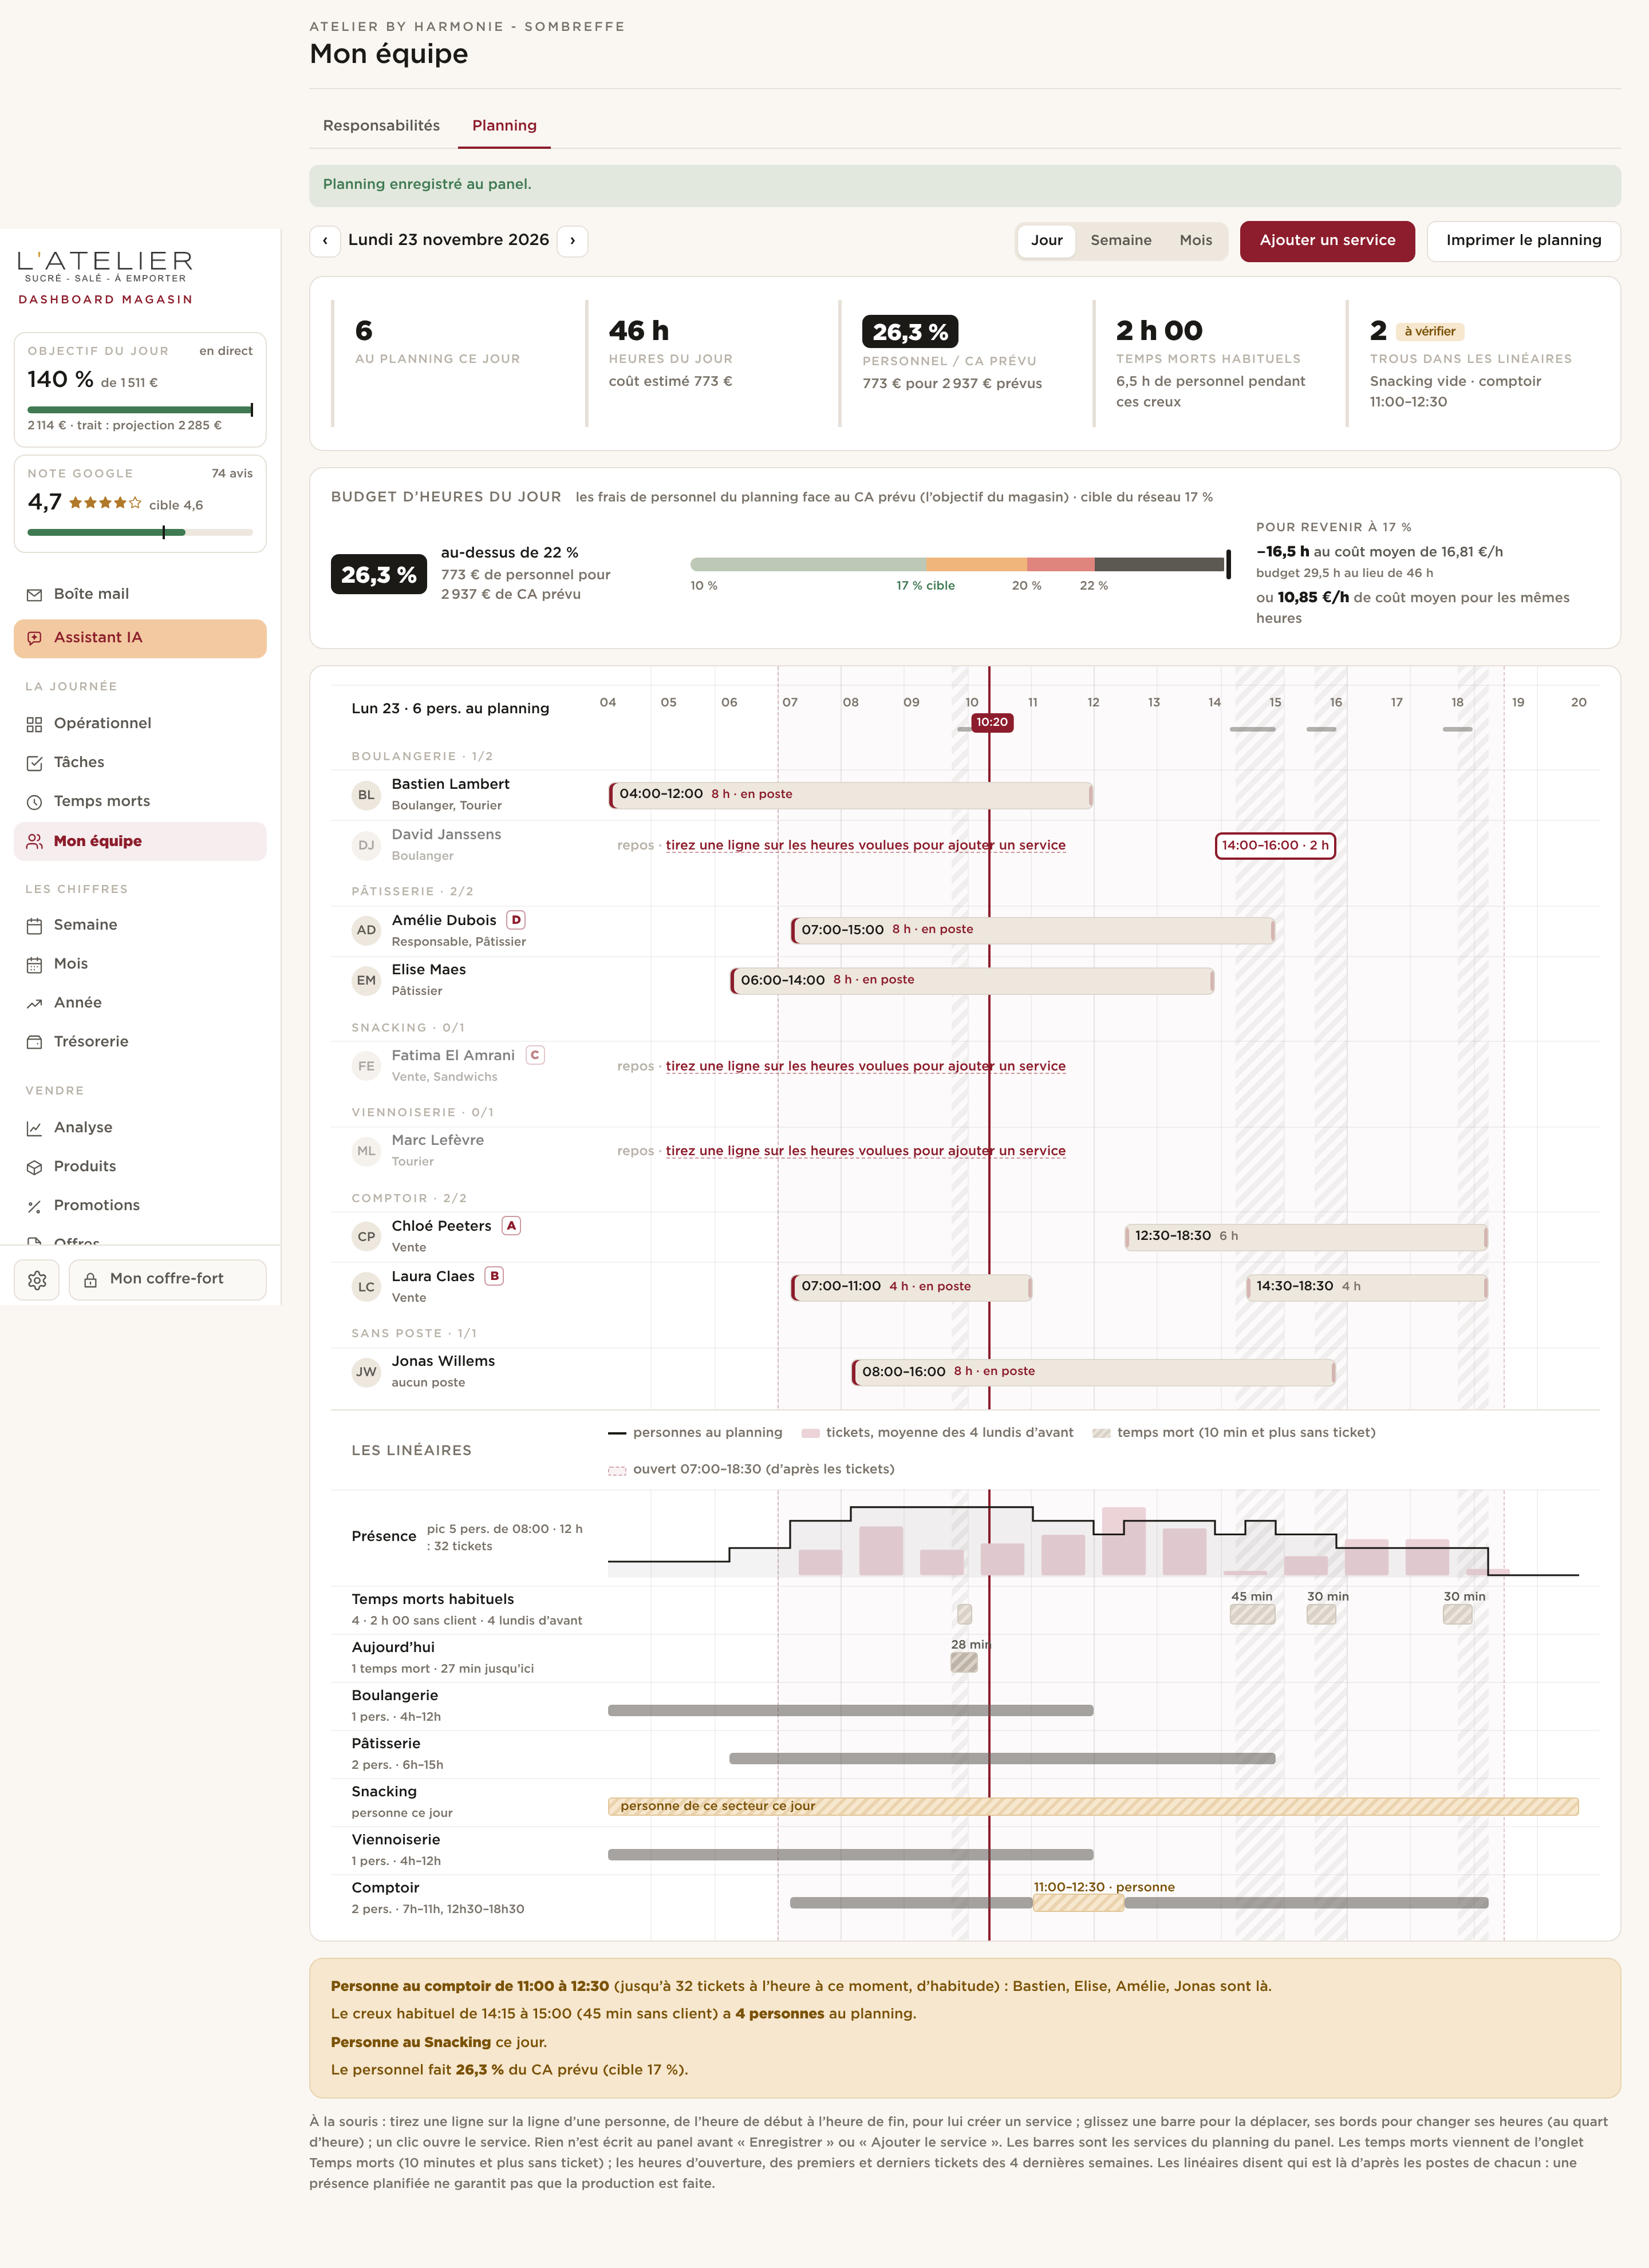 ATELIER BY HARMONIE - SOMBREFFE
Mon équipe
Responsabilités
Planning
Planning enregistré au panel.
‹ Lundi 23 novembre 2026 ›
Jour Semaine Mois
Ajouter un service
Imprimer le planning
L'ATELIER
SUCRÉ - SALÉ - À EMPORTER
DASHBOARD MAGASIN
OBJECTIF DU JOUR en direct
140 % de 1 511 €
2 114 € · trait : projection 2 285 €
NOTE GOOGLE 74 avis
4,7 cible 4,6
Boîte mail
Assistant IA
LA JOURNÉE
Opérationnel
Tâches
Temps morts
Mon équipe
LES CHIFFRES
Semaine
Mois
Année
Trésorerie
VENDRE
Analyse
Produits
Promotions
Offres
Mon coffre-fort
6
AU PLANNING CE JOUR
46 h
HEURES DU JOUR
coût estimé 773 €
26,3 %
PERSONNEL / CA PRÉVU
773 € pour 2 937 € prévus
2 h 00
TEMPS MORTS HABITUELS
6,5 h de personnel pendant
ces creux
2 à vérifier
TROUS DANS LES LINÉAIRES
Snacking vide · comptoir
11:00–12:30
BUDGET D'HEURES DU JOUR les frais de personnel du planning face au CA prévu (l'objectif du magasin) · cible du réseau 17 %
26,3 %
au-dessus de 22 %
773 € de personnel pour
2 937 € de CA prévu
10 % 17 % cible 20 % 22 %
POUR REVENIR À 17 %
−16,5 h au coût moyen de 16,81 €/h
budget 29,5 h au lieu de 46 h
ou 10,85 €/h de coût moyen pour les mêmes
heures
Lun 23 · 6 pers. au planning
04 05 06 07 08 09 10 11 12 13 14 15 16 17 18 19 20
10:20
BOULANGERIE · 1/2
BL Bastien Lambert
Boulanger, Tourier
04:00–12:00 8 h · en poste
DJ David Janssens
Boulanger
repos · tirez une ligne sur les heures voulues pour ajouter un service
14:00–16:00 · 2 h
PÂTISSERIE · 2/2
AD Amélie Dubois D
Responsable, Pâtissier
07:00–15:00 8 h · en poste
EM Elise Maes
Pâtissier
06:00–14:00 8 h · en poste
SNACKING · 0/1
FE Fatima El Amrani C
Vente, Sandwichs
repos · tirez une ligne sur les heures voulues pour ajouter un service
VIENNOISERIE · 0/1
ML Marc Lefèvre
Tourier
repos · tirez une ligne sur les heures voulues pour ajouter un service
COMPTOIR · 2/2
CP Chloé Peeters A
Vente
12:30–18:30 6 h
LC Laura Claes B
Vente
07:00–11:00 4 h · en poste
14:30–18:30 4 h
SANS POSTE · 1/1
JW Jonas Willems
aucun poste
08:00–16:00 8 h · en poste
LES LINÉAIRES
personnes au planning
tickets, moyenne des 4 lundis d'avant
temps mort (10 min et plus sans ticket)
ouvert 07:00–18:30 (d'après les tickets)
Présence
pic 5 pers. de 08:00 · 12 h
: 32 tickets
Temps morts habituels
4 · 2 h 00 sans client · 4 lundis d'avant
45 min 30 min 30 min
Aujourd'hui
1 temps mort · 27 min jusqu'ici
28 min
Boulangerie
1 pers. · 4h–12h
Pâtisserie
2 pers. · 6h–15h
Snacking
personne ce jour
personne de ce secteur ce jour
Viennoiserie
1 pers. · 4h–12h
Comptoir
2 pers. · 7h–11h, 12h30–18h30
11:00–12:30 · personne
Personne au comptoir de 11:00 à 12:30 (jusqu'à 32 tickets à l'heure à ce moment, d'habitude) : Bastien, Elise, Amélie, Jonas sont là.
Le creux habituel de 14:15 à 15:00 (45 min sans client) a 4 personnes au planning.
Personne au Snacking ce jour.
Le personnel fait 26,3 % du CA prévu (cible 17 %).
À la souris : tirez une ligne sur la ligne d'une personne, de l'heure de début à l'heure de fin, pour lui créer un service ; glissez une barre pour la déplacer, ses bords pour changer ses heures (au quart
d'heure) ; un clic ouvre le service. Rien n'est écrit au panel avant « Enregistrer » ou « Ajouter le service ». Les barres sont les services du planning du panel. Les temps morts viennent de l'onglet
Temps morts (10 minutes et plus sans ticket) ; les heures d'ouverture, des premiers et derniers tickets des 4 dernières semaines. Les linéaires disent qui est là d'après les postes de chacun : une
présence planifiée ne garantit pas que la production est faite.